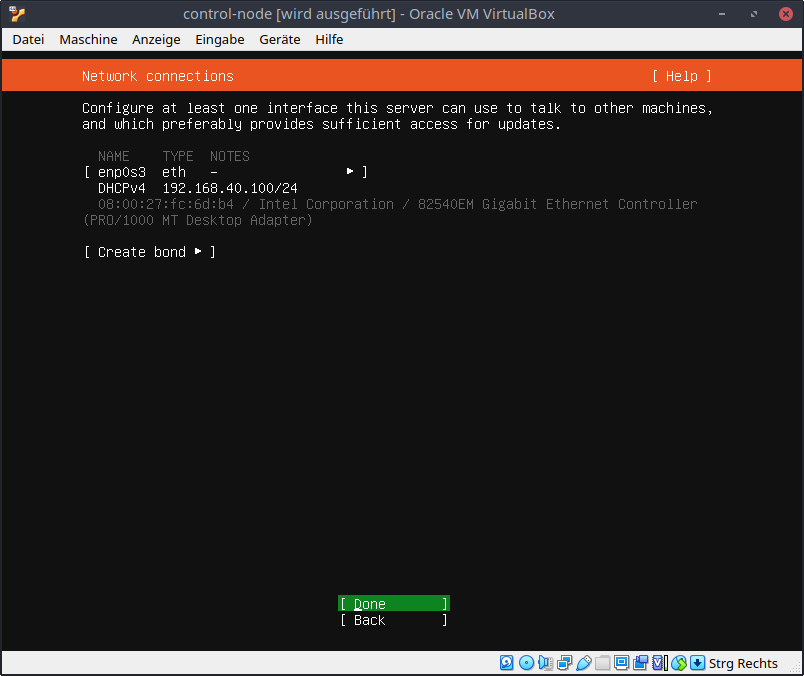 control-node [wird ausgeführt] - Oracle VM VirtualBox
Datei Maschine Anzeige Eingabe Geräte Hilfe
Network connections [ Help ]
Configure at least one interface this server can use to talk to other machines,
and which preferably provides sufficient access for updates.
NAME TYPE NOTES
[ enp0s3 eth - ▸ ]
DHCPv4 192.168.40.100/24
08:00:27:fc:6d:b4 / Intel Corporation / 82540EM Gigabit Ethernet Controller
(PRO/1000 MT Desktop Adapter)
[ Create bond ▸ ]
[ Done ]
[ Back ]
Strg Rechts